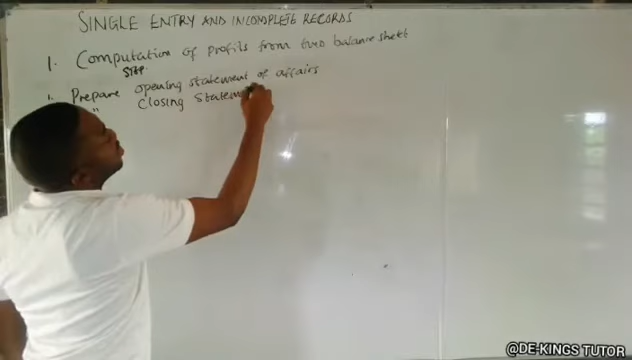 SINGLE ENTRY AND INCOMPLETE RECORDS
1. Computation of profits from two balance sheet
STEP
1. Prepare opening statement of affairs
" Closing Statem
@DE-KINGS TUTOR